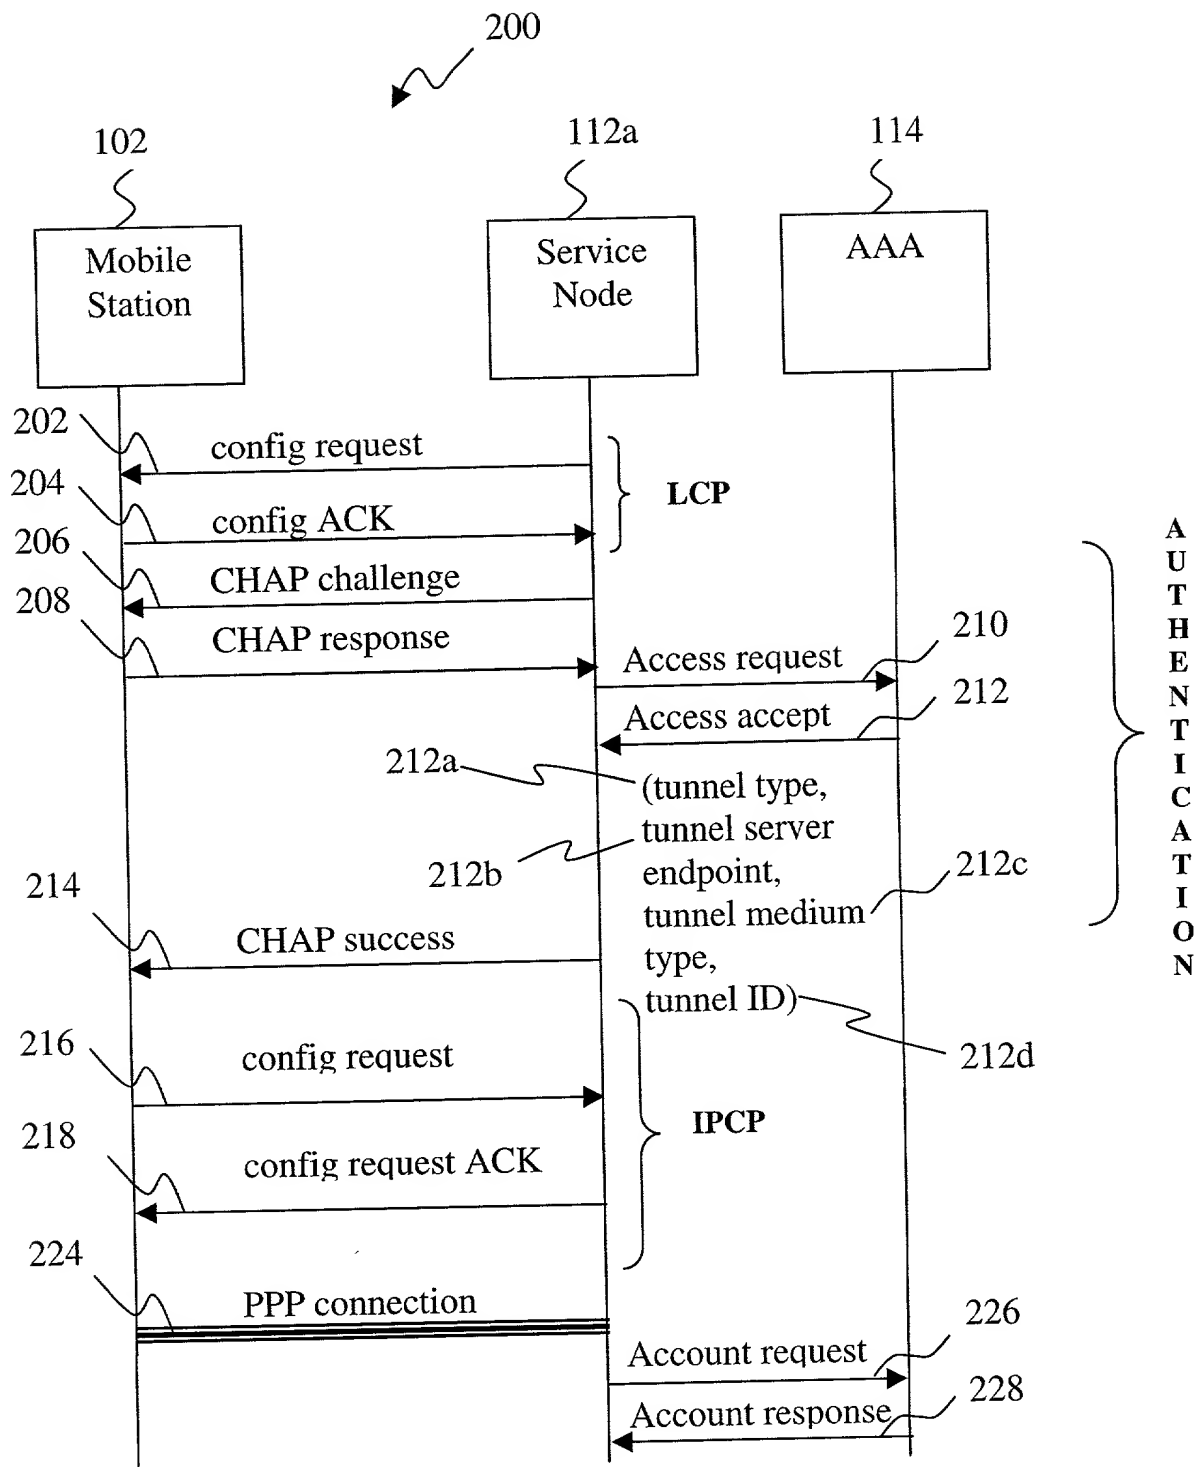 200
102
112a
114
Mobile
Station
Service
Node
AAA
202
config request
204
LCP
config ACK
206
CHAP challenge
208
CHAP response
210
Access request
212
Access accept
212a
(tunnel type,
tunnel server
212b
endpoint,
212c
214
tunnel medium
CHAP success
type,
tunnel ID)
216
config request
212d
218
IPCP
config request ACK
224
PPP connection
226
Account request
228
Account response
AUTHENTICATION